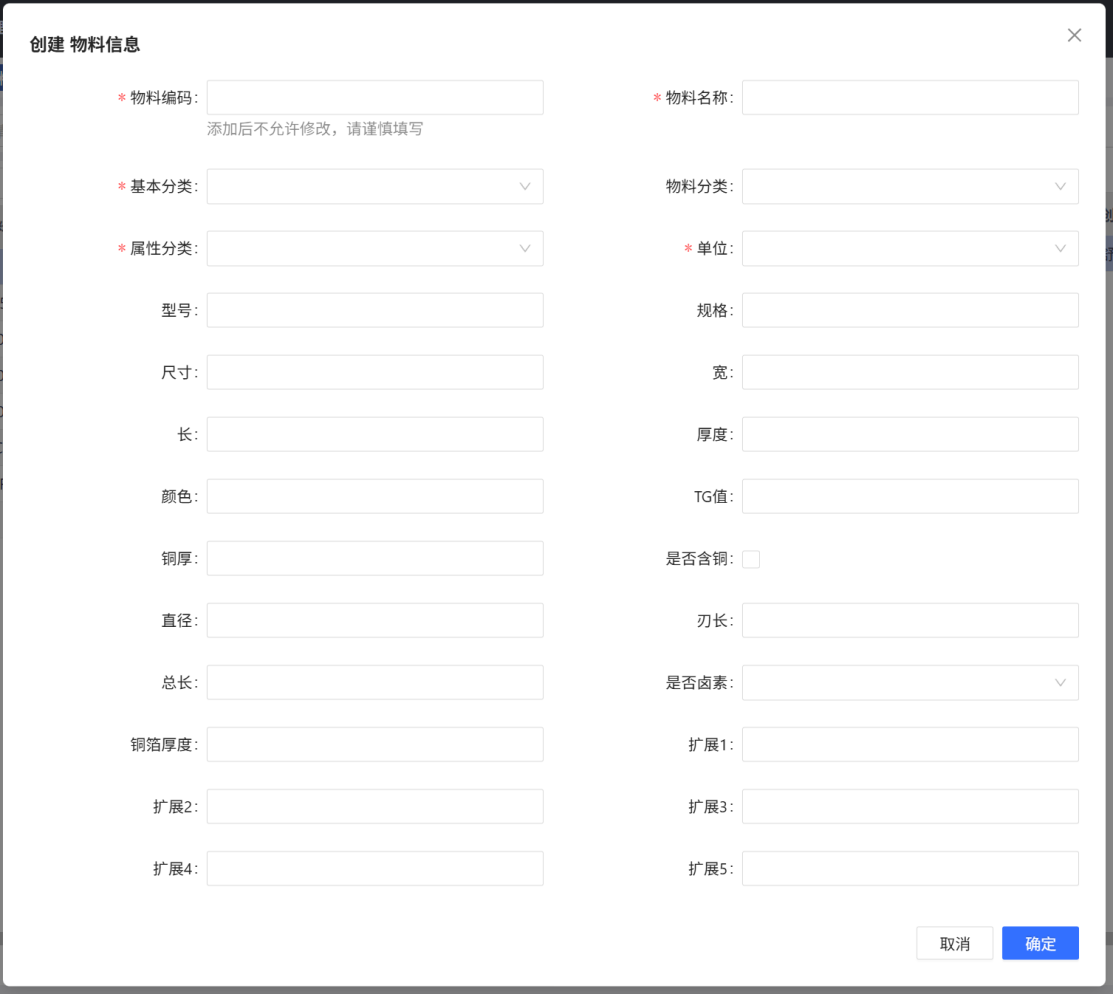 创建 物料信息
* 物料编码:
* 物料名称:
添加后不允许修改，请谨慎填写
* 基本分类:
物料分类:
* 属性分类:
* 单位:
型号:
规格:
尺寸:
宽:
长:
厚度:
颜色:
TG值:
铜厚:
是否含铜:
直径:
刃长:
总长:
是否卤素:
铜箔厚度:
扩展1:
扩展2:
扩展3:
扩展4:
扩展5:
取消
确定